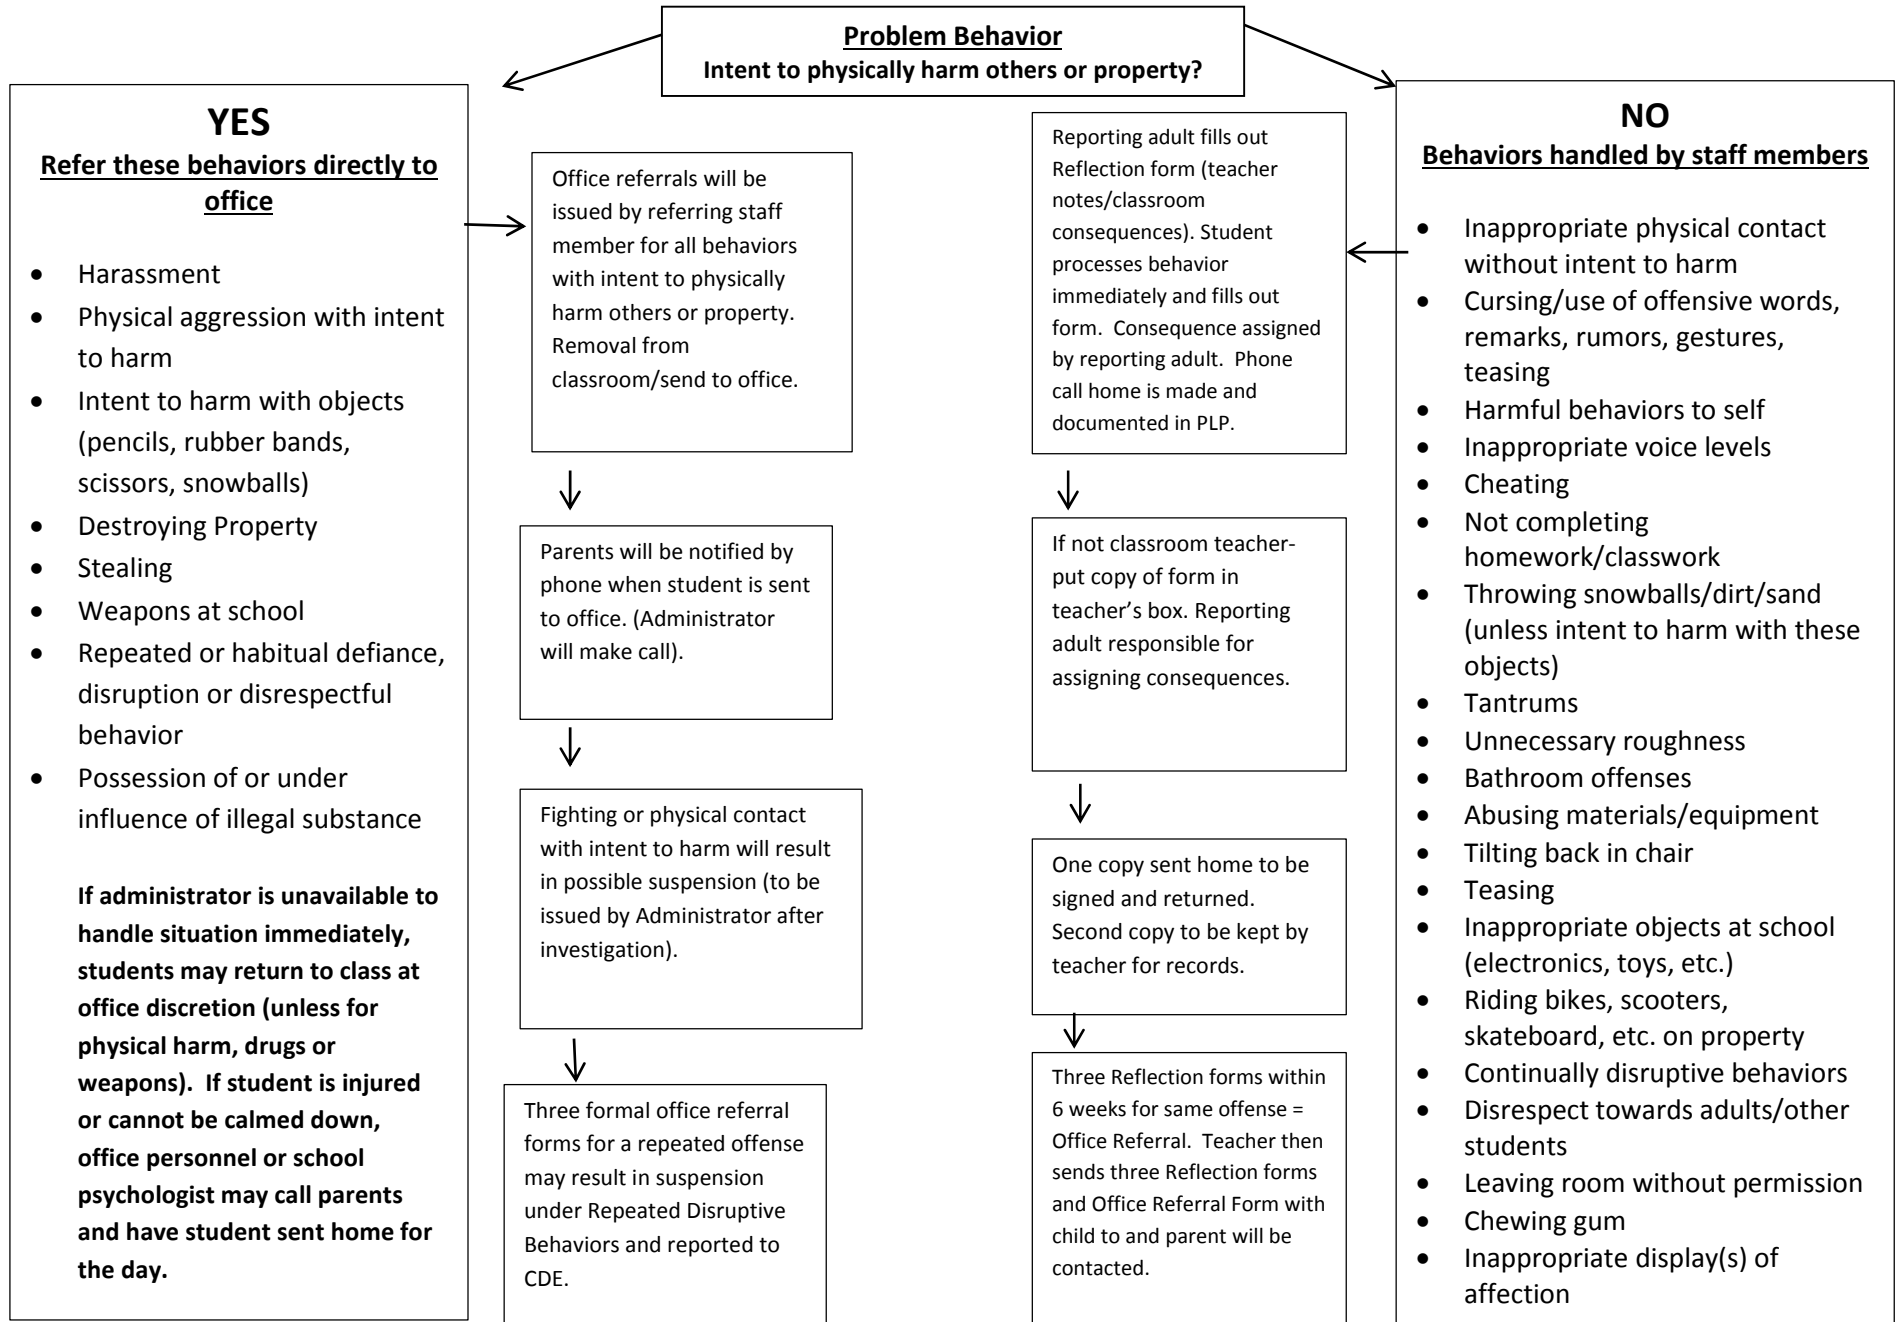 Problem Behavior
Intent to physically harm others or property?
YES
Refer these behaviors directly to
office
• Harassment
• Physical aggression with intent
to harm
• Intent to harm with objects
(pencils, rubber bands,
scissors, snowballs)
• Destroying Property
• Stealing
• Weapons at school
• Repeated or habitual defiance,
disruption or disrespectful
behavior
• Possession of or under
influence of illegal substance
If administrator is unavailable to
handle situation immediately,
students may return to class at
office discretion (unless for
physical harm, drugs or
weapons).  If student is injured
or cannot be calmed down,
office personnel or school
psychologist may call parents
and have student sent home for
the day.
Office referrals will be
issued by referring staff
member for all behaviors
with intent to physically
harm others or property.
Removal from
classroom/send to office.
Parents will be notified by
phone when student is sent
to office. (Administrator
will make call).
Fighting or physical contact
with intent to harm will result
in possible suspension (to be
issued by Administrator after
investigation).
Three formal office referral
forms for a repeated offense
may result in suspension
under Repeated Disruptive
Behaviors and reported to
CDE.
Reporting adult fills out
Reflection form (teacher
notes/classroom
consequences). Student
processes behavior
immediately and fills out
form.  Consequence assigned
by reporting adult.  Phone
call home is made and
documented in PLP.
If not classroom teacher-
put copy of form in
teacher’s box. Reporting
adult responsible for
assigning consequences.
One copy sent home to be
signed and returned.
Second copy to be kept by
teacher for records.
Three Reflection forms within
6 weeks for same offense =
Office Referral.  Teacher then
sends three Reflection forms
and Office Referral Form with
child to and parent will be
contacted.
NO
Behaviors handled by staff members
• Inappropriate physical contact
without intent to harm
• Cursing/use of offensive words,
remarks, rumors, gestures,
teasing
• Harmful behaviors to self
• Inappropriate voice levels
• Cheating
• Not completing
homework/classwork
• Throwing snowballs/dirt/sand
(unless intent to harm with these
objects)
• Tantrums
• Unnecessary roughness
• Bathroom offenses
• Abusing materials/equipment
• Tilting back in chair
• Teasing
• Inappropriate objects at school
(electronics, toys, etc.)
• Riding bikes, scooters,
skateboard, etc. on property
• Continually disruptive behaviors
• Disrespect towards adults/other
students
• Leaving room without permission
• Chewing gum
• Inappropriate display(s) of
affection